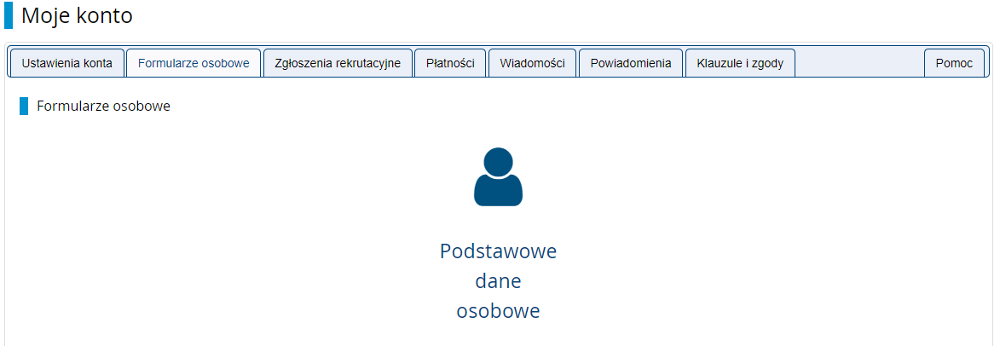 Moje konto
Ustawienia konta Formularze osobowe Zgłoszenia rekrutacyjne Płatności Wiadomości Powiadomienia Klauzule i zgody Pomoc
Formularze osobowe
Podstawowe
dane
osobowe